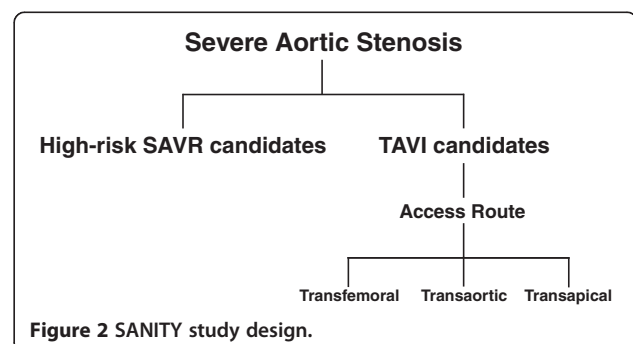 Severe Aortic Stenosis
High-risk SAVR candidates TAVI candidates
Access Route
Transfemoral Transaortic Transapical
Figure 2 SANITY study design.